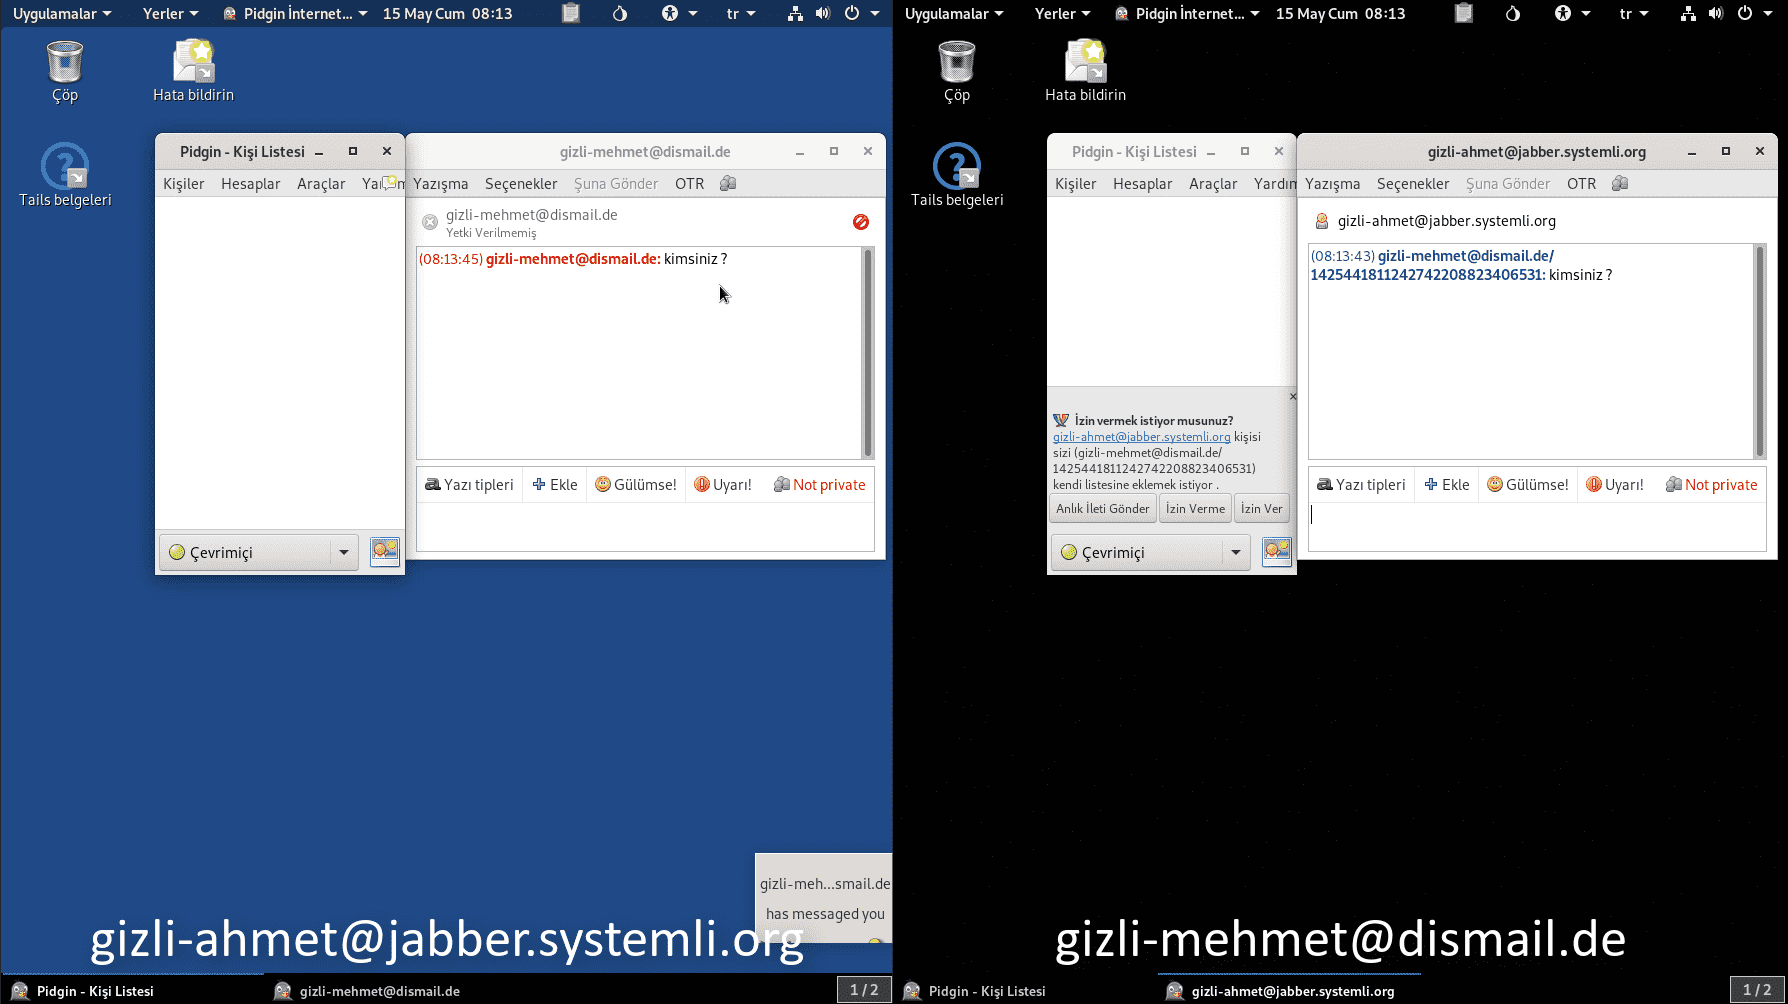 Uygulamalar Yerler Pidgin İnternet... 15 May Cum 08:13 tr
Çöp
Hata bildirin
Tails belgeleri
Pidgin - Kişi Listesi
Kişiler Hesaplar Araçlar
Çevrimiçi
gizli-mehmet@dismail.de
Yazışma Seçenekler Şuna Gönder OTR
gizli-mehmet@dismail.de
Yetki Verilmemiş
(08:13:45) gizli-mehmet@dismail.de: kimsiniz ?
Yazı tipleri Ekle Gülümse! Uyarı! Not private
gizli-meh...smail.de
has messaged you
gizli-ahmet@jabber.systemli.org
Pidgin - Kişi Listesi gizli-mehmet@dismail.de 1 / 2
Uygulamalar Yerler Pidgin İnternet... 15 May Cum 08:13 tr
Çöp
Hata bildirin
Tails belgeleri
Pidgin - Kişi Listesi
Kişiler Hesaplar Araçlar Yardım
İzin vermek istiyor musunuz?
gizli-ahmet@jabber.systemli.org kişisi
sizi (gizli-mehmet@dismail.de/
1425441811242742208823406531)
kendi listesine eklemek istiyor .
Anlık İleti Gönder İzin Verme İzin Ver
Çevrimiçi
gizli-ahmet@jabber.systemli.org
Yazışma Seçenekler Şuna Gönder OTR
gizli-ahmet@jabber.systemli.org
(08:13:43) gizli-mehmet@dismail.de/
1425441811242742208823406531: kimsiniz ?
Yazı tipleri Ekle Gülümse! Uyarı! Not private
gizli-mehmet@dismail.de
Pidgin - Kişi Listesi gizli-ahmet@jabber.systemli.org 1 / 2